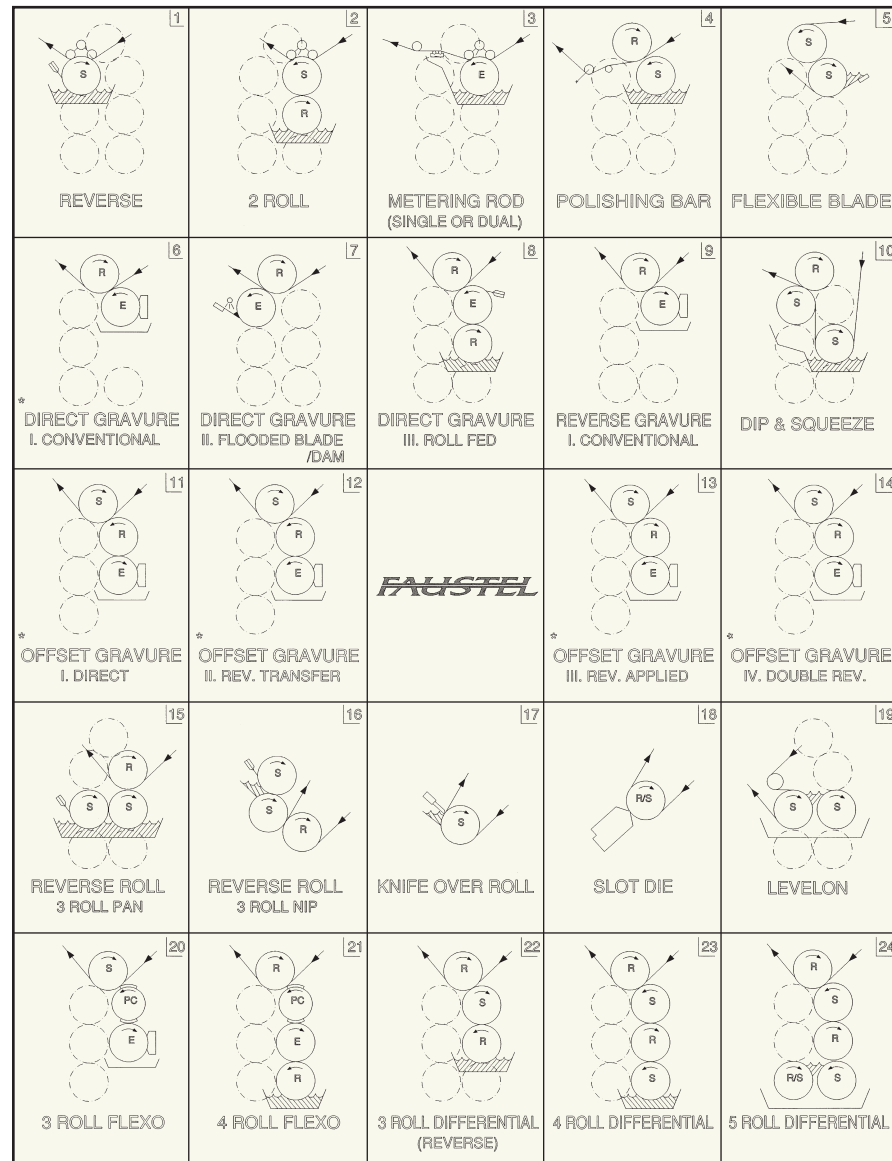 1
S
REVERSE
2
S
R
2 ROLL
3
E
METERING ROD
(SINGLE OR DUAL)
4
R
S
POLISHING BAR
5
S
S
FLEXIBLE BLADE
6
R
E
*
DIRECT GRAVURE
I. CONVENTIONAL
7
R
E
DIRECT GRAVURE
II. FLOODED BLADE
/DAM
8
R
E
R
DIRECT GRAVURE
III. ROLL FED
9
R
E
REVERSE GRAVURE
I. CONVENTIONAL
10
R
S
S
DIP & SQUEEZE
11
S
R
E
*
OFFSET GRAVURE
I. DIRECT
12
S
R
E
*
OFFSET GRAVURE
II. REV. TRANSFER
FAUSTEL
13
S
R
E
*
OFFSET GRAVURE
III. REV. APPLIED
14
S
R
E
*
OFFSET GRAVURE
IV. DOUBLE REV.
15
R
S S
REVERSE ROLL
3 ROLL PAN
16
S
S
R
REVERSE ROLL
3 ROLL NIP
17
S
KNIFE OVER ROLL
18
R/S
SLOT DIE
19
S S
LEVELON
20
S
PC
E
3 ROLL FLEXO
21
R
PC
E
R
4 ROLL FLEXO
22
R
S
R
3 ROLL DIFFERENTIAL
(REVERSE)
23
R
S
R
S
4 ROLL DIFFERENTIAL
24
R
S
R
R/S S
5 ROLL DIFFERENTIAL